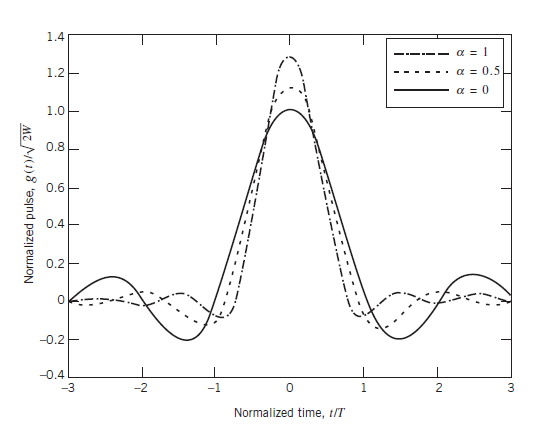 1.4
1.2
1.0
0.8
0.6
0.4
0.2
0
−0.2
−0.4
Normalized pulse, g(t)/√2W
α = 1
α = 0.5
α = 0
−3 −2 −1 0 1 2 3
Normalized time, t/T